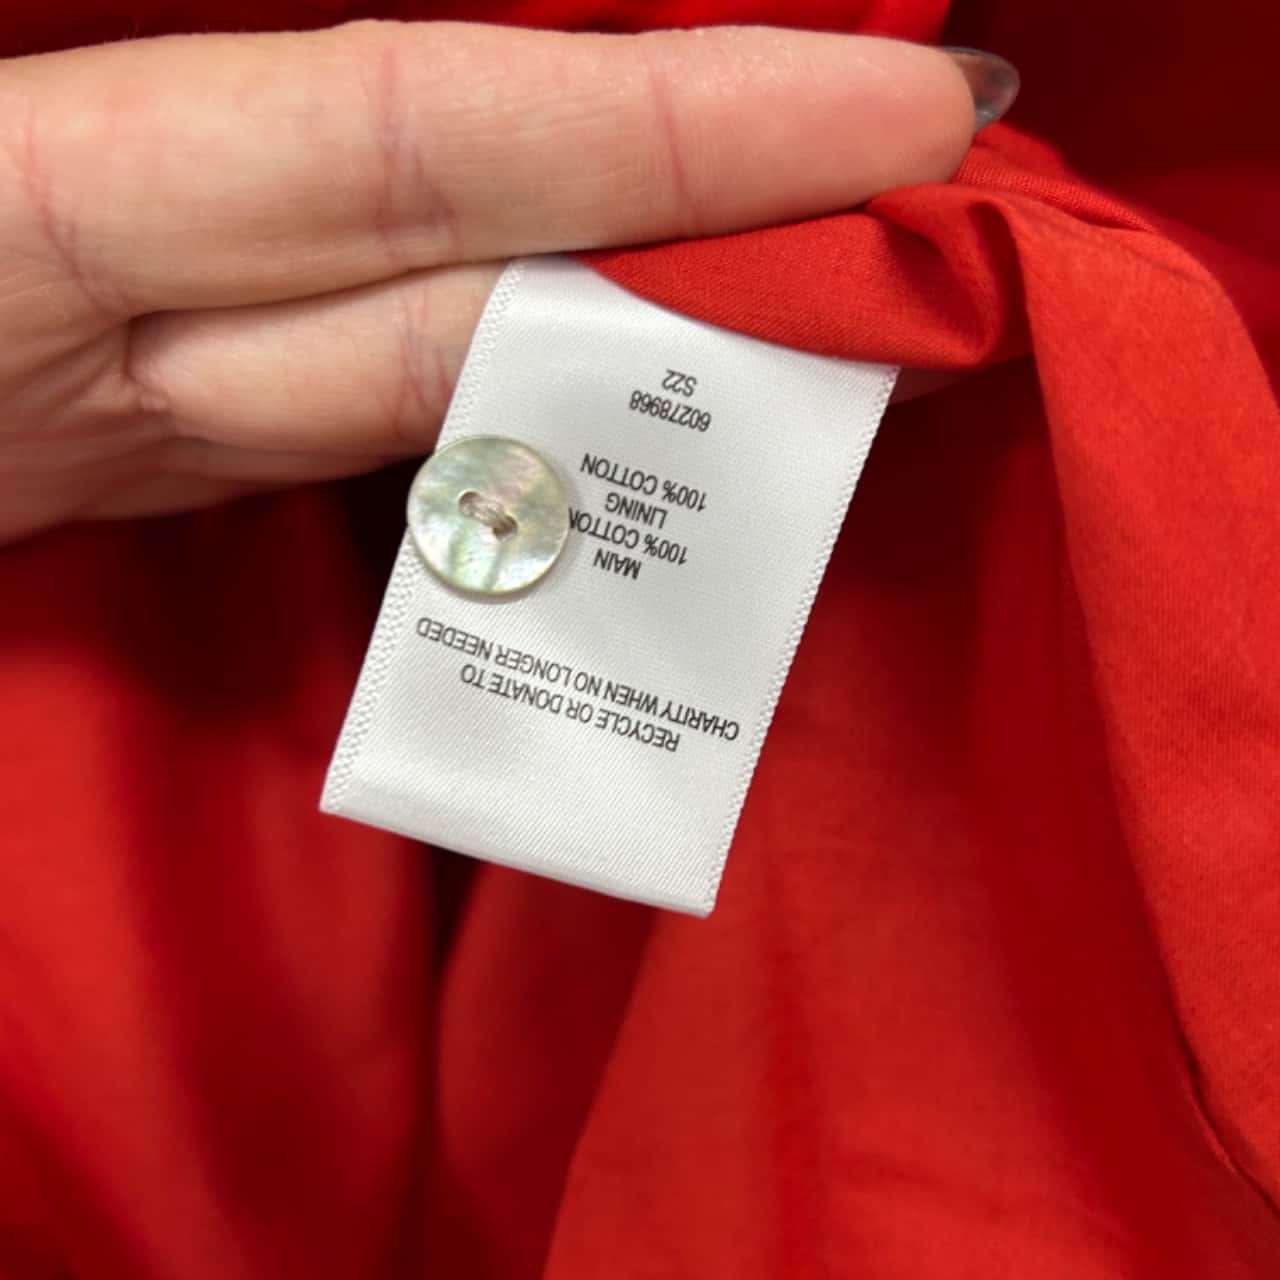 RECYCLE OR DONATE TO
CHARITY WHEN NO LONGER NEEDED
MAIN
100% COTTON
LINING
100% COTTON
60278968
S22